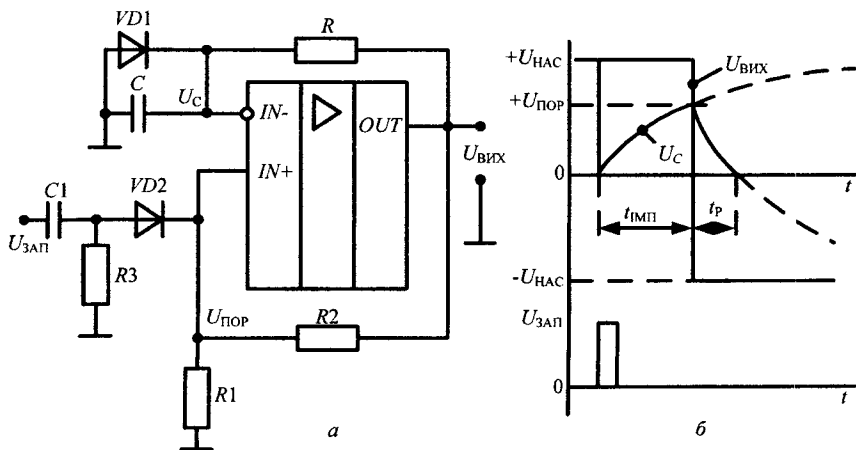 VD1
R
C
U_C
IN-
OUT
U_ВИХ
IN+
C1
VD2
U_ЗАП
R3
U_ПОР
R2
R1
а
+U_НАС
U_ВИХ
+U_ПОР
U_C
0
t
t_ІМП
t_Р
-U_НАС
U_ЗАП
0
t
б